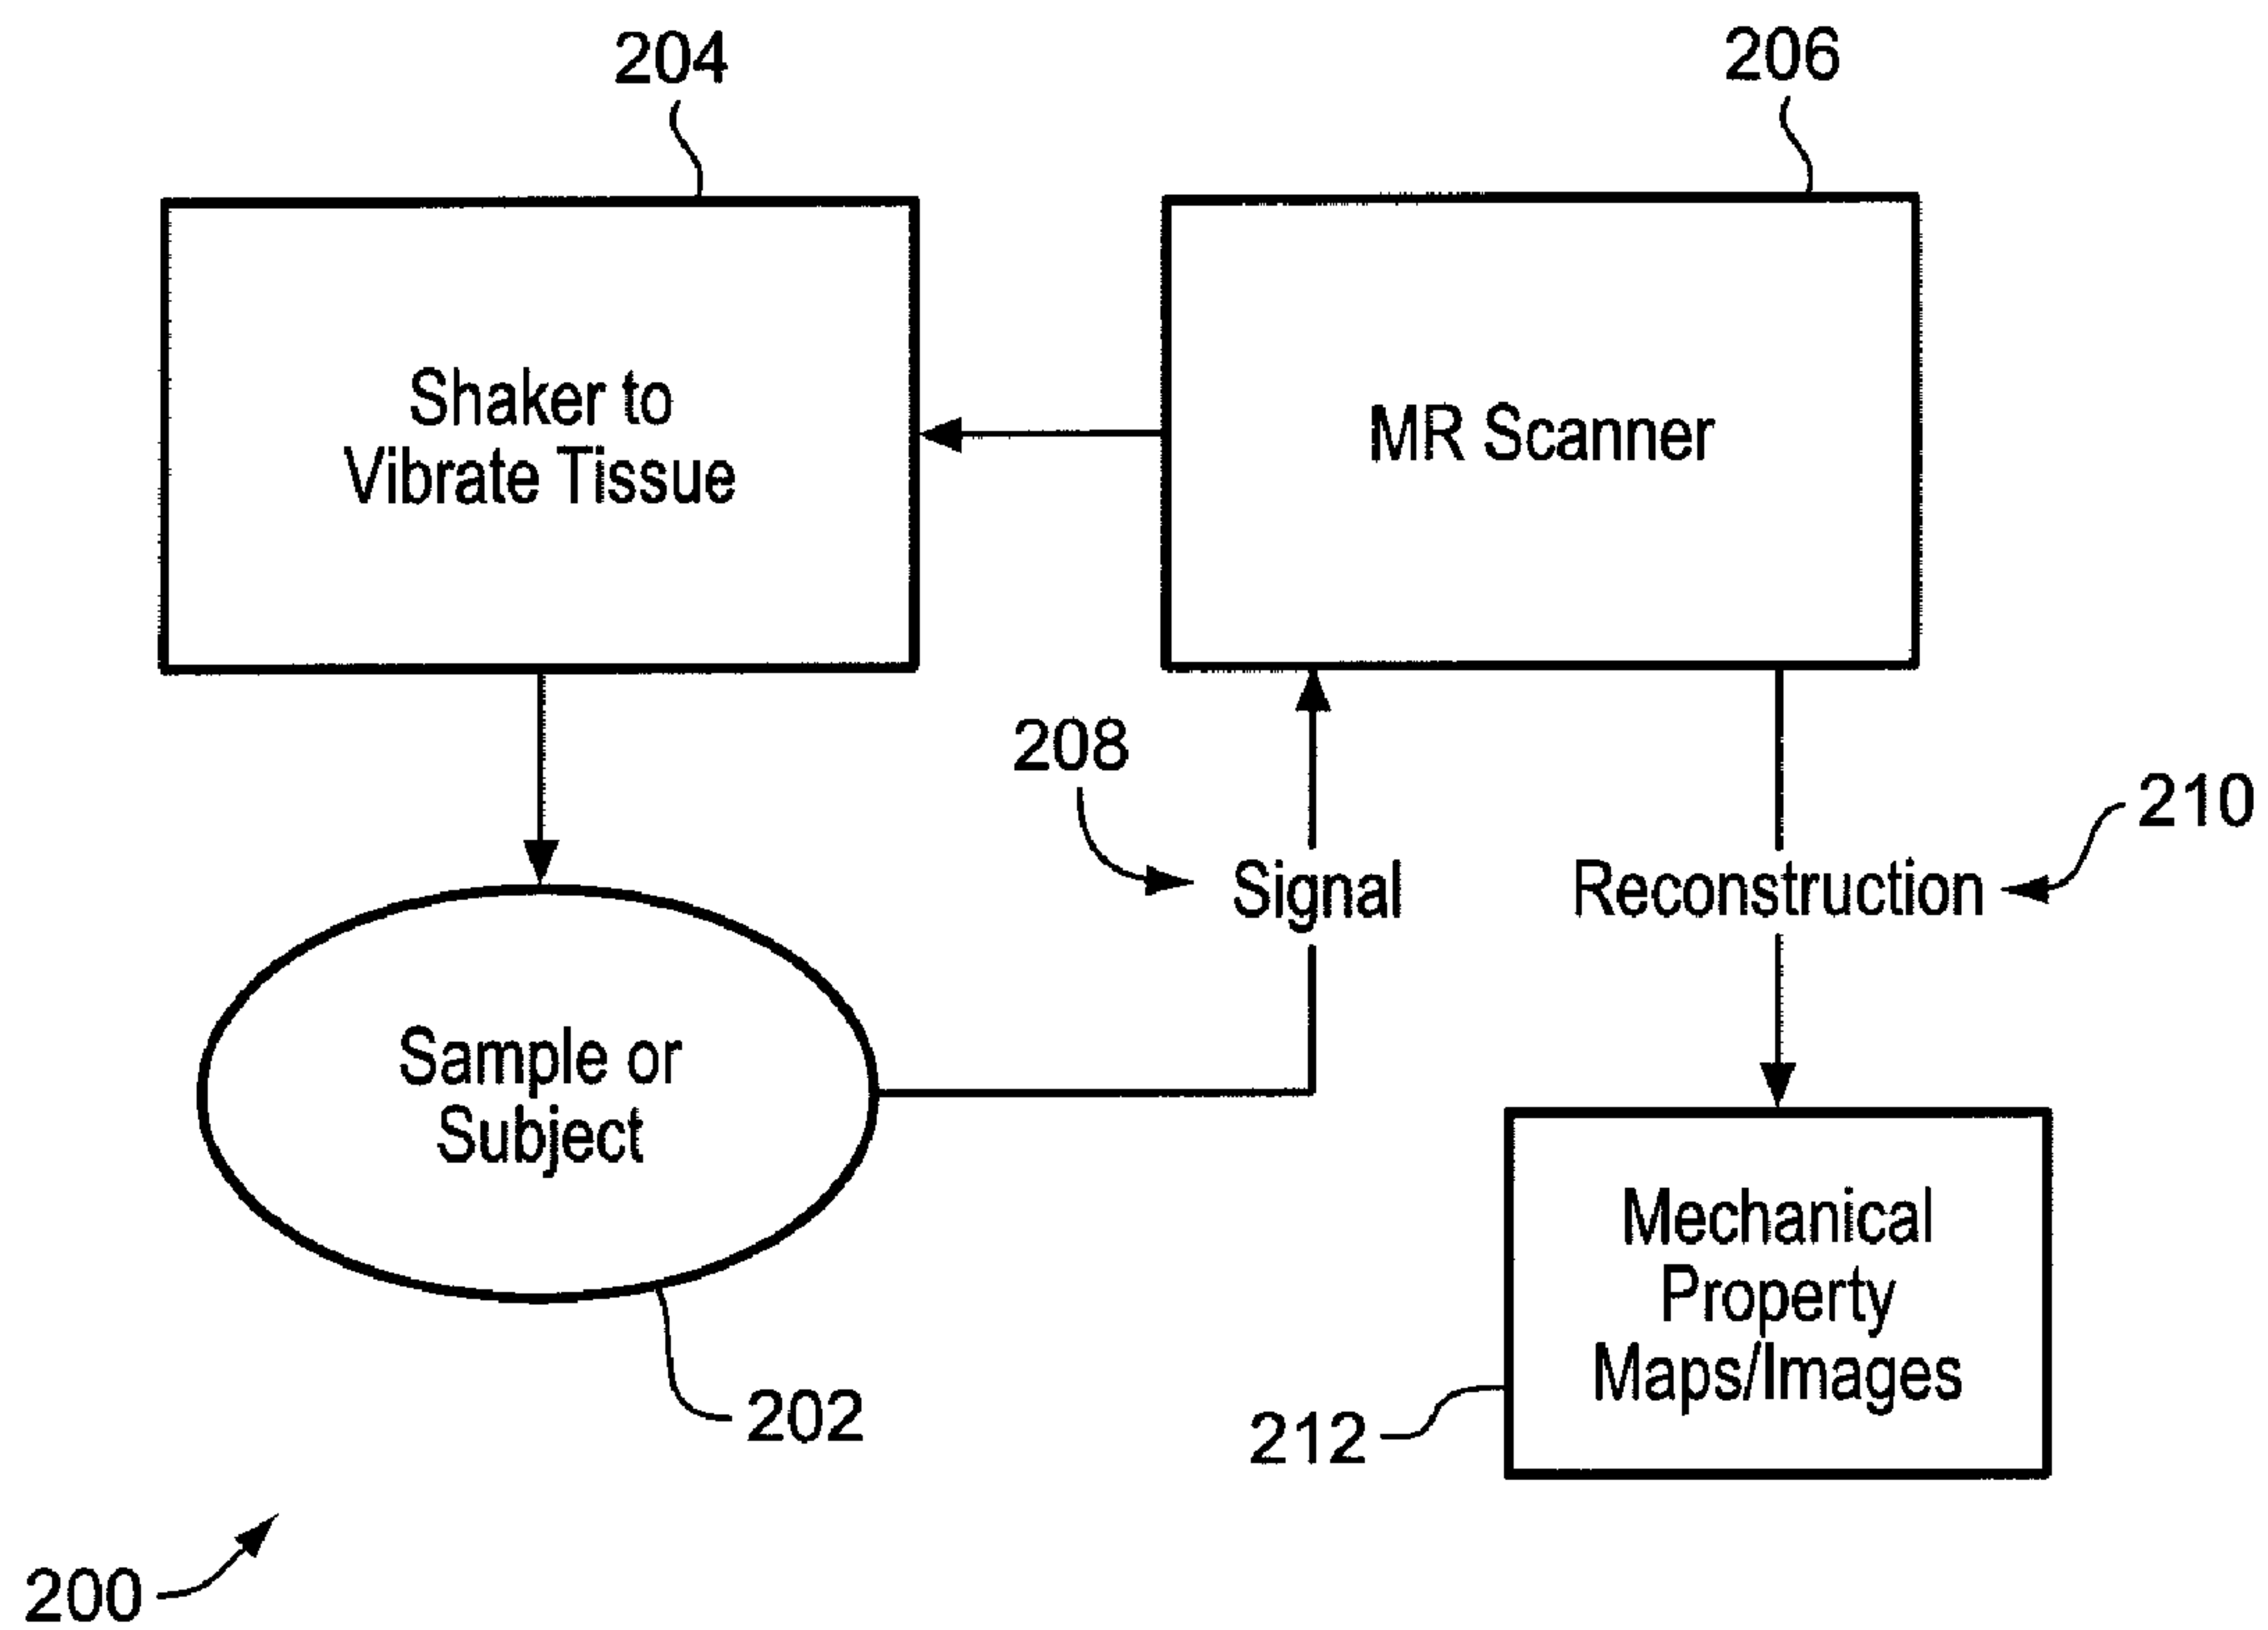 204
206
Shaker to
Vibrate Tissue
MR Scanner
208
210
Signal
Reconstruction
Sample or
Subject
Mechanical
Property
Maps/Images
202
212
200